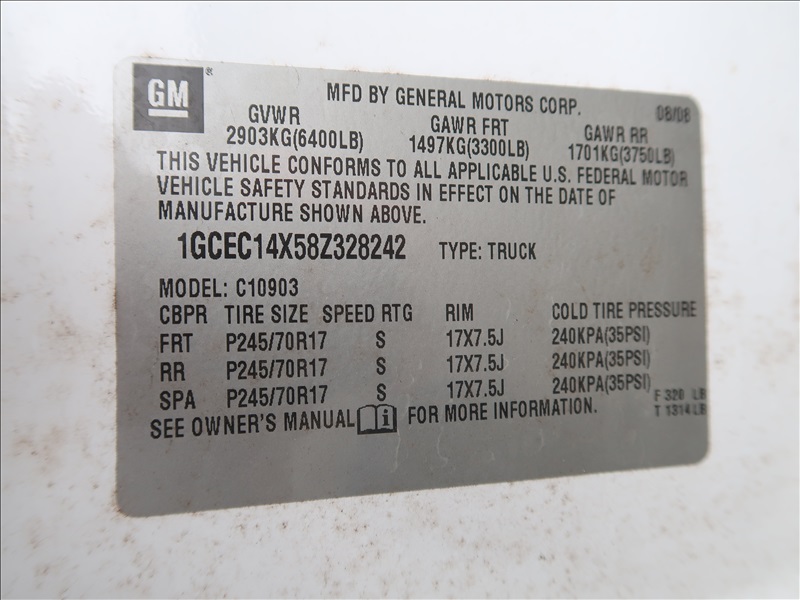 GM®
MFD BY GENERAL MOTORS CORP. 08/08
GVWR GAWR FRT GAWR RR
2903KG(6400LB) 1497KG(3300LB) 1701KG(3750LB)
THIS VEHICLE CONFORMS TO ALL APPLICABLE U.S. FEDERAL MOTOR
VEHICLE SAFETY STANDARDS IN EFFECT ON THE DATE OF
MANUFACTURE SHOWN ABOVE.
1GCEC14X58Z328242 TYPE: TRUCK
MODEL: C10903
CBPR TIRE SIZE SPEED RTG RIM COLD TIRE PRESSURE
FRT P245/70R17 S 17X7.5J 240KPA(35PSI)
RR P245/70R17 S 17X7.5J 240KPA(35PSI)
SPA P245/70R17 S 17X7.5J 240KPA(35PSI)
F 328 LB
T 1314LB
SEE OWNER'S MANUAL i FOR MORE INFORMATION.